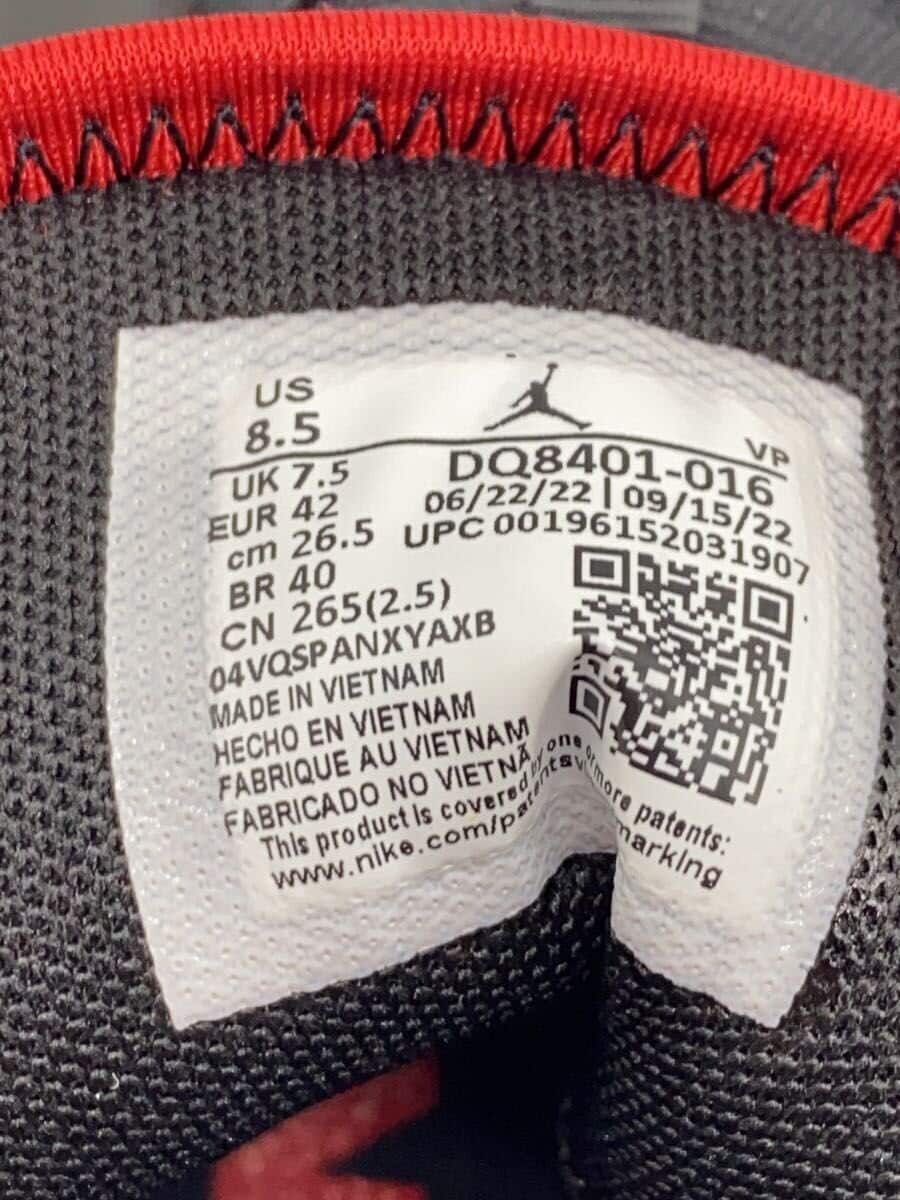 US
8.5
VP
UK 7.5
DQ8401-016
EUR 42
06/22/22 | 09/15/22
cm 26.5
UPC 00196152031907
BR 40
CN 265(2.5)
04VQSPANXYAXB
MADE IN VIETNAM
HECHO EN VIETNAM
FABRIQUE AU VIETNAM
FABRICADO NO VIETNÃ
This product is covered by one or more patents:
www.nike.com/patents
marking